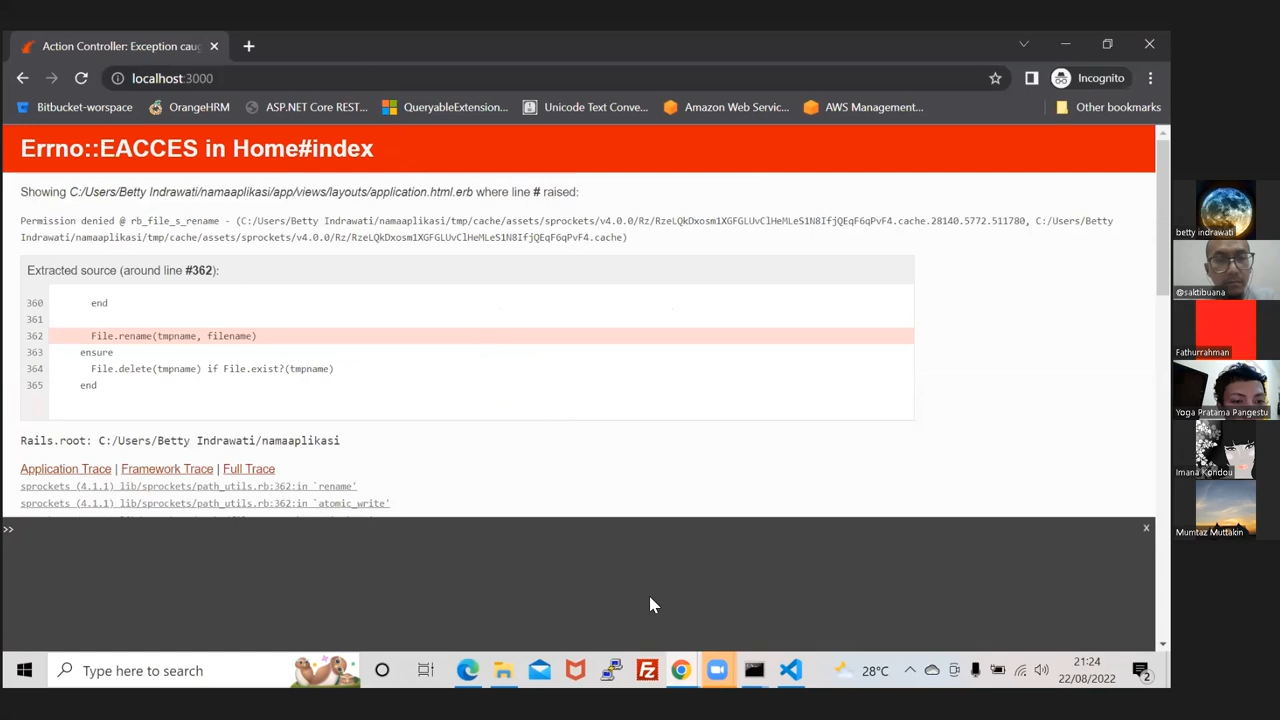 Action Controller: Exception cau
localhost:3000
Incognito
Bitbucket-worspace
OrangeHRM
ASP.NET Core REST...
QueryableExtension...
Unicode Text Conve...
Amazon Web Servic...
AWS Management...
Other bookmarks
Errno::EACCES in Home#index
Showing C:/Users/Betty Indrawati/namaaplikasi/app/views/layouts/application.html.erb where line # raised:
Permission denied @ rb_file_s_rename - (C:/Users/Betty Indrawati/namaaplikasi/tmp/cache/assets/sprockets/v4.0.0/Rz/RzeLQkDxosm1XGFGLUvClHeMLeS1N8IfjQEqF6qPvF4.cache.28140.5772.511780, C:/Users/Betty
Indrawati/namaaplikasi/tmp/cache/assets/sprockets/v4.0.0/Rz/RzeLQkDxosm1XGFGLUvClHeMLeS1N8IfjQEqF6qPvF4.cache)
Extracted source (around line #362):
360 end
361
362 File.rename(tmpname, filename)
363 ensure
364 File.delete(tmpname) if File.exist?(tmpname)
365 end
Rails.root: C:/Users/Betty Indrawati/namaaplikasi
Application Trace | Framework Trace | Full Trace
sprockets (4.1.1) lib/sprockets/path_utils.rb:362:in `rename'
sprockets (4.1.1) lib/sprockets/path_utils.rb:362:in `atomic_write'
>>
x
Type here to search
28°C
21:24
22/08/2022
2
betty indrawati
@saktibuana
Fathurrahman
Yoga Pratama Pangestu
Imana Kondou
Mumtaz Muttakin